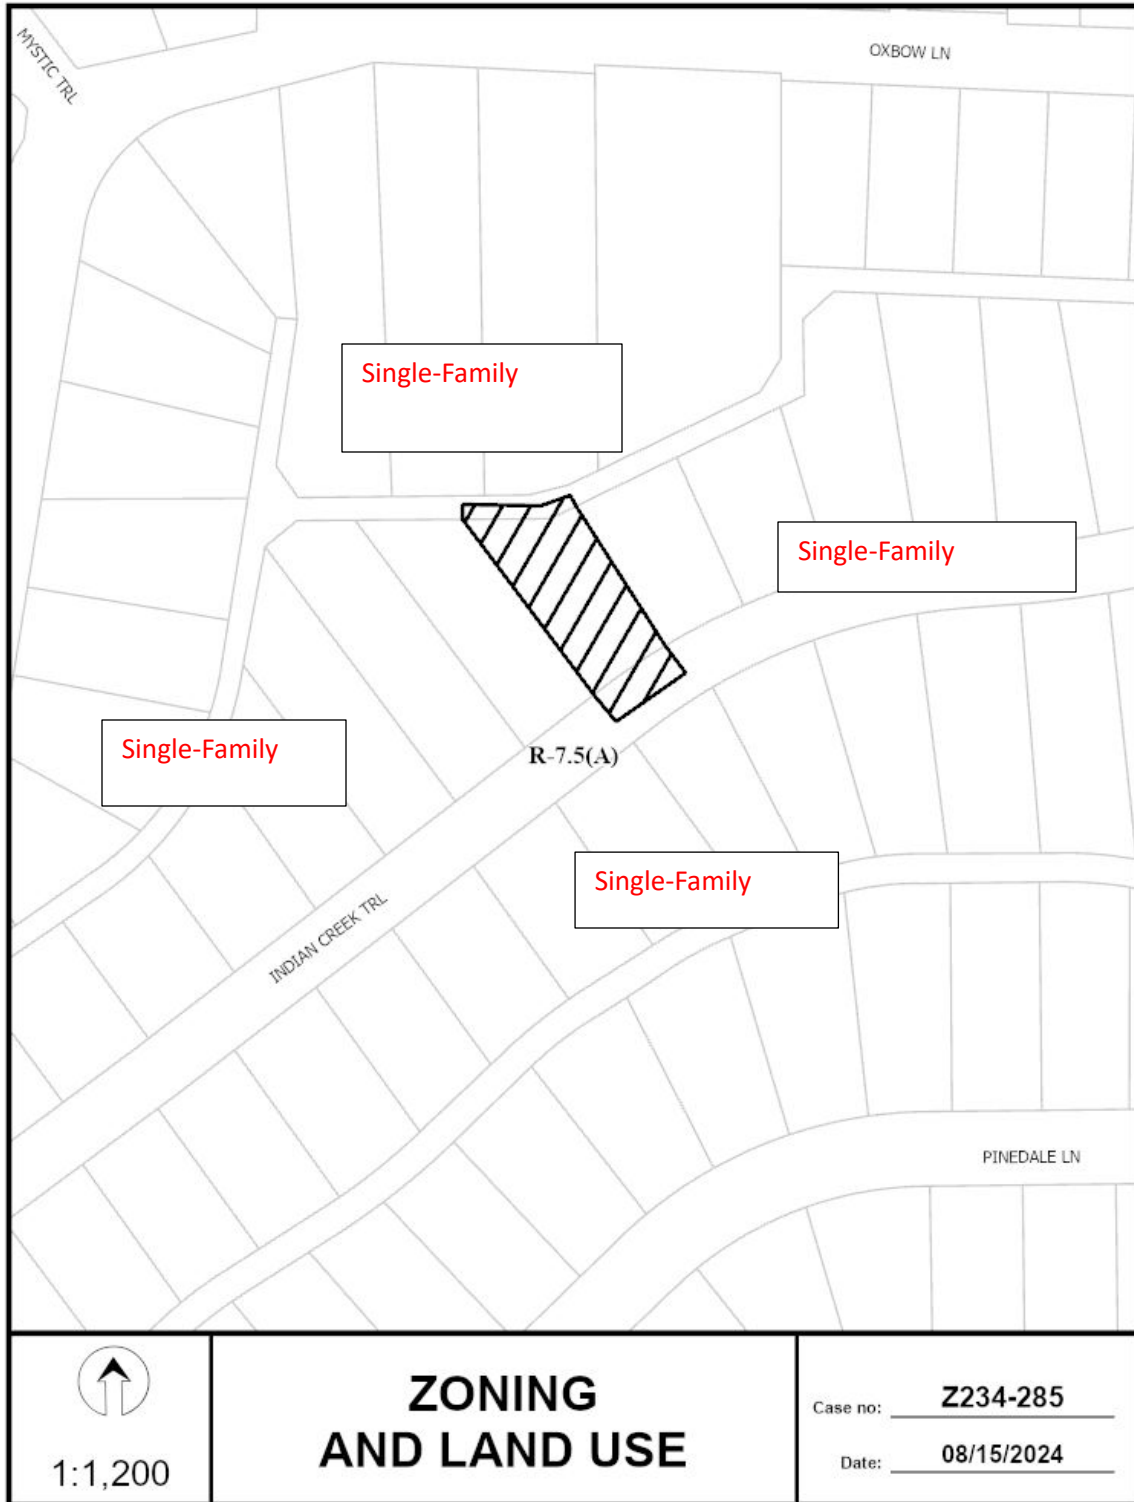 MYSTIC TRL
OXBOW LN
Single-Family
Single-Family
Single-Family
R-7.5(A)
Single-Family
INDIAN CREEK TRL
PINEDALE LN
1:1,200
ZONING
AND LAND USE
Case no: Z234-285
Date: 08/15/2024